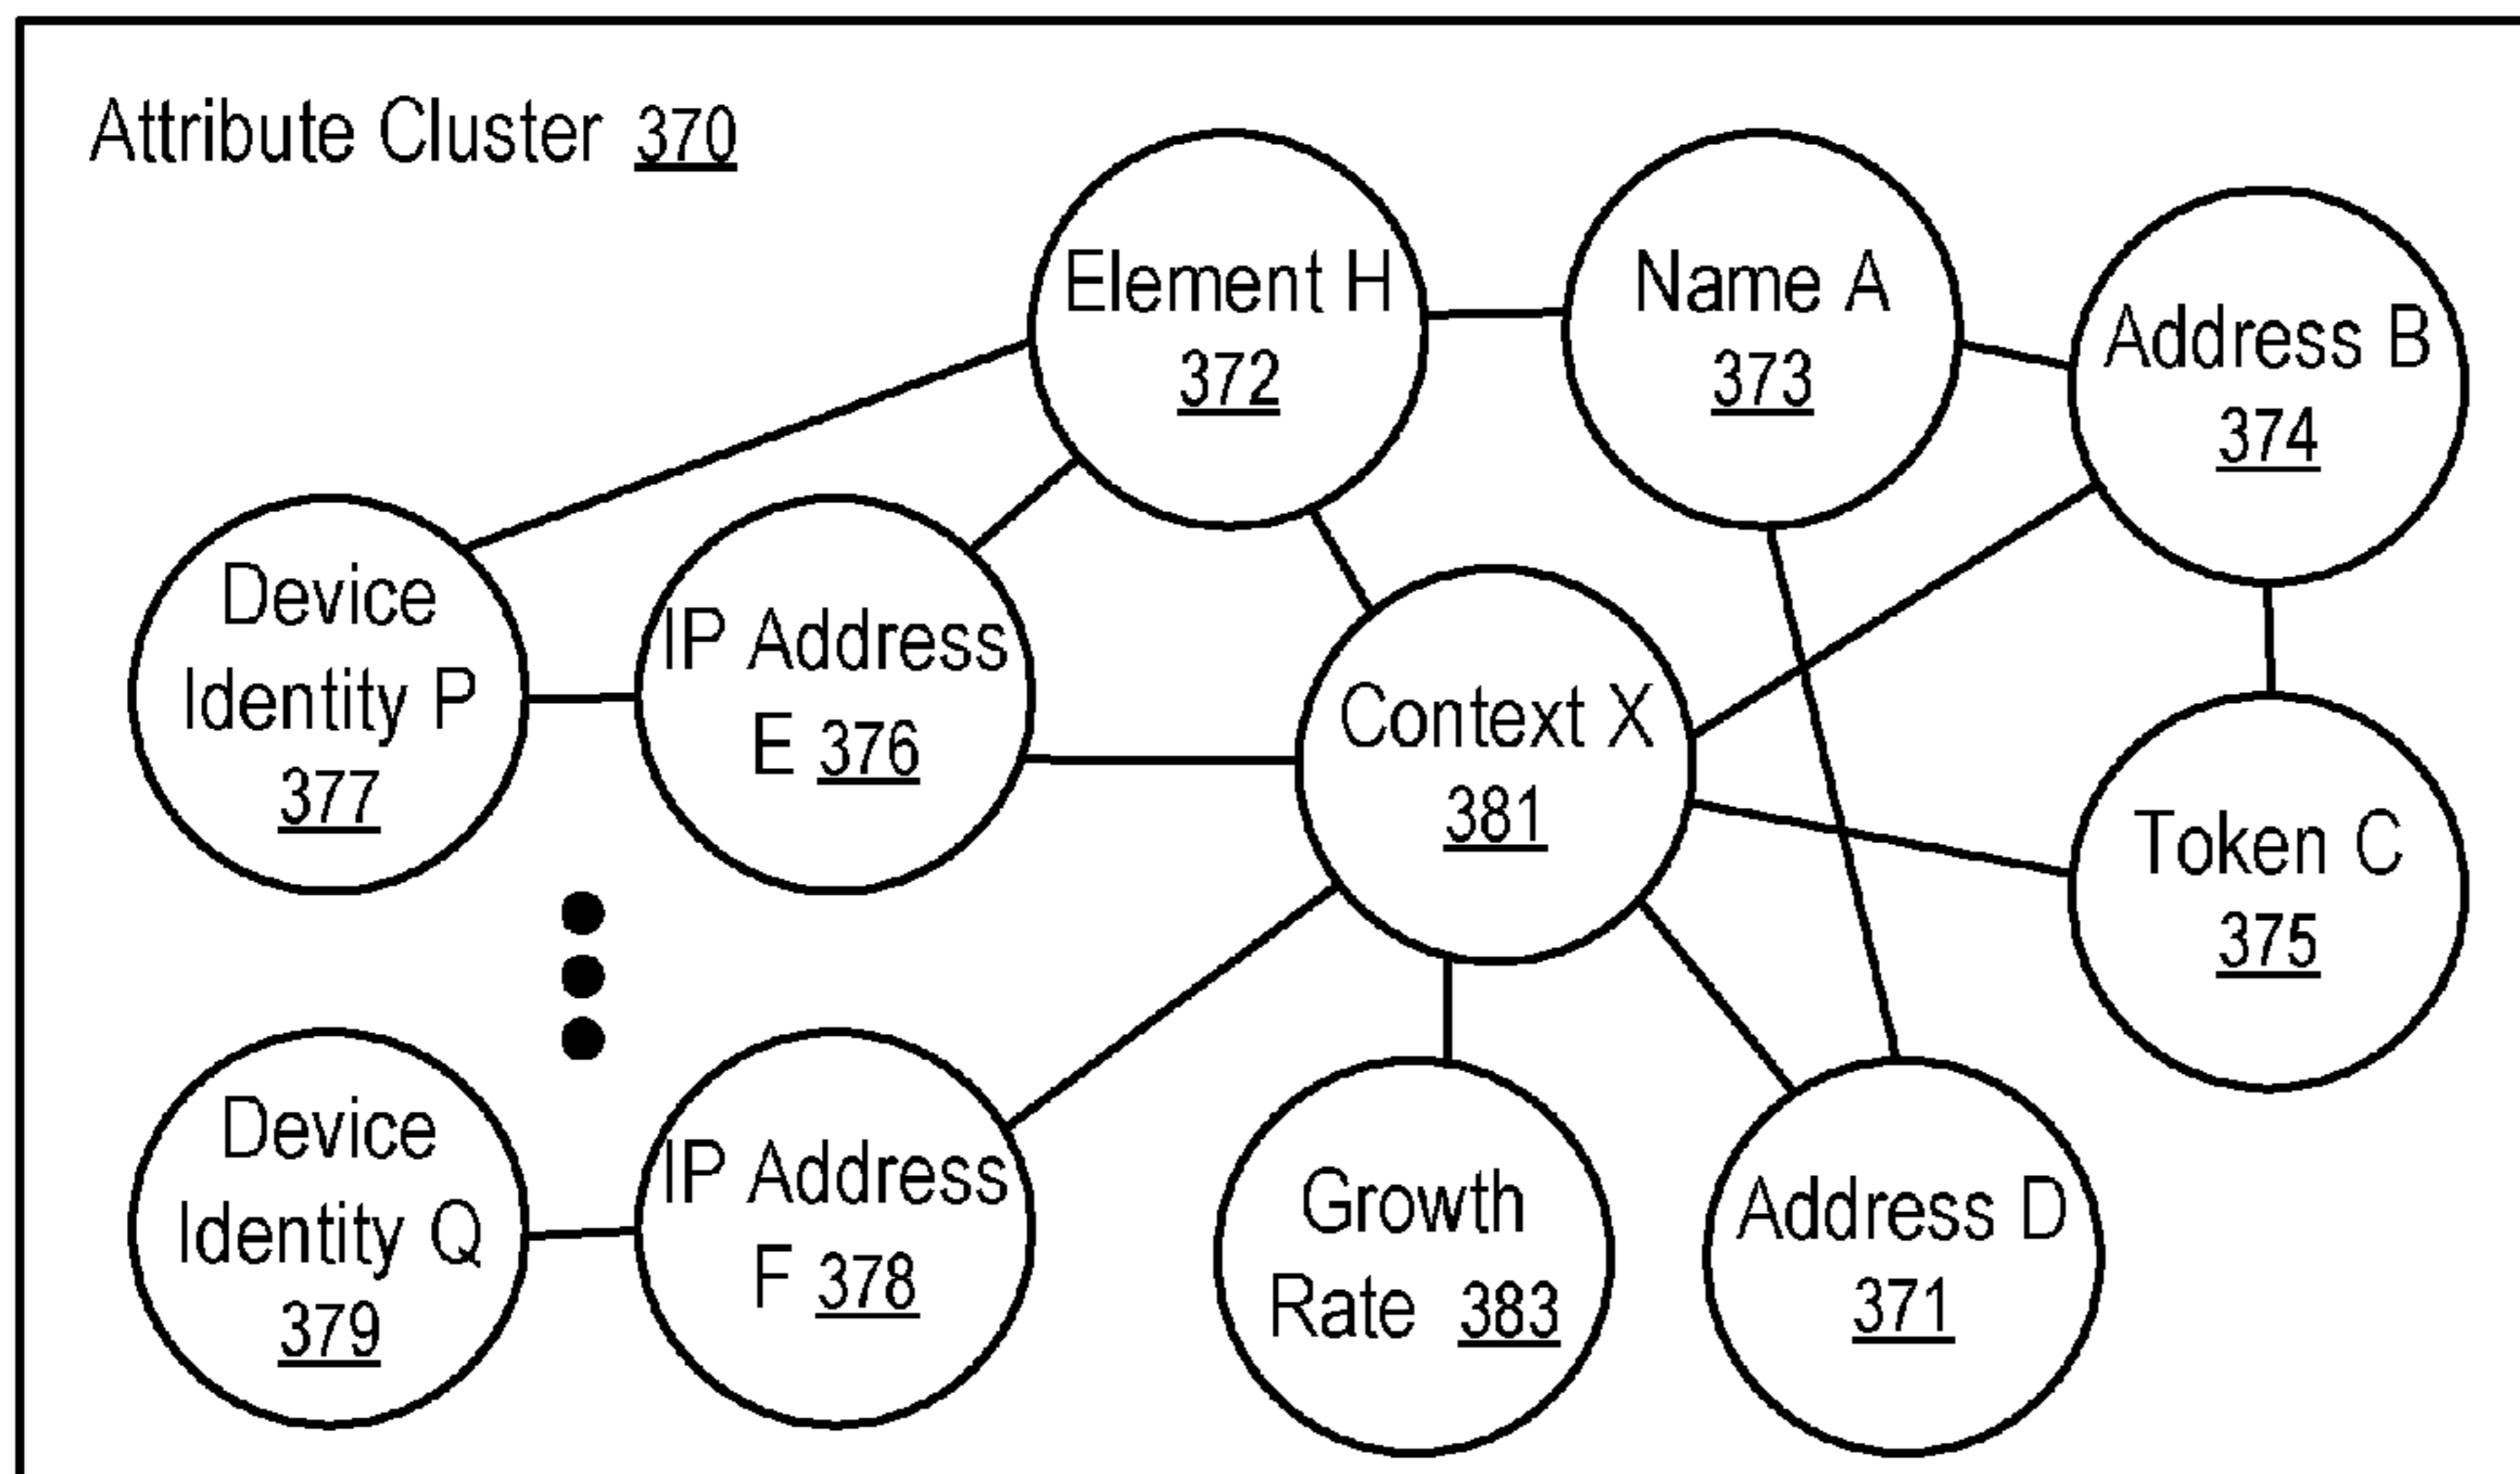 Attribute Cluster 370
Element H
372
Name A
373
Address B
374
Device
Identity P
377
IP Address
E 376
Context X
381
Token C
375
Device
Identity Q
379
IP Address
F 378
Growth
Rate 383
Address D
371